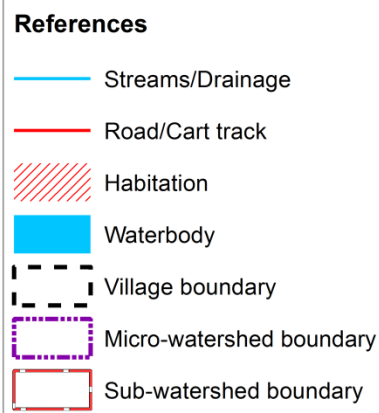 References
Streams/Drainage
Road/Cart track
Habitation
Waterbody
Village boundary
Micro-watershed boundary
Sub-watershed boundary